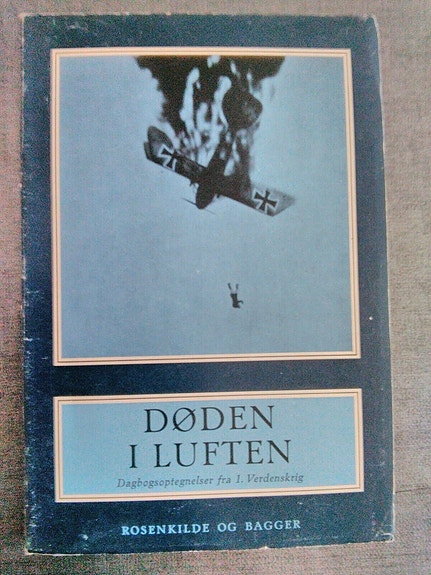 DØDEN
I LUFTEN
Dagbogsoptegnelser fra 1. Verdenskrig
ROSENKILDE OG BAGGER